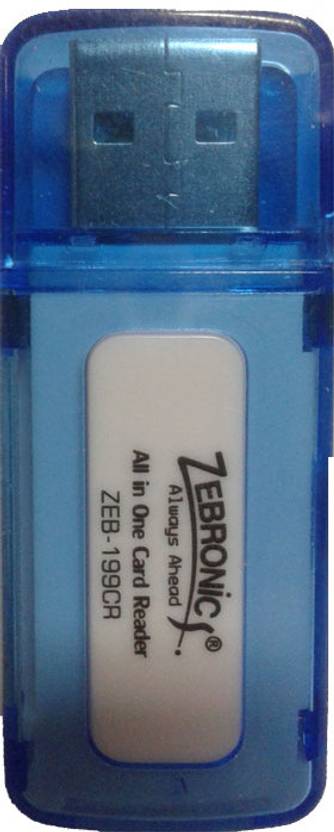 ZEBRONICS®
Always Ahead
All in One Card Reader
ZEB-199CR